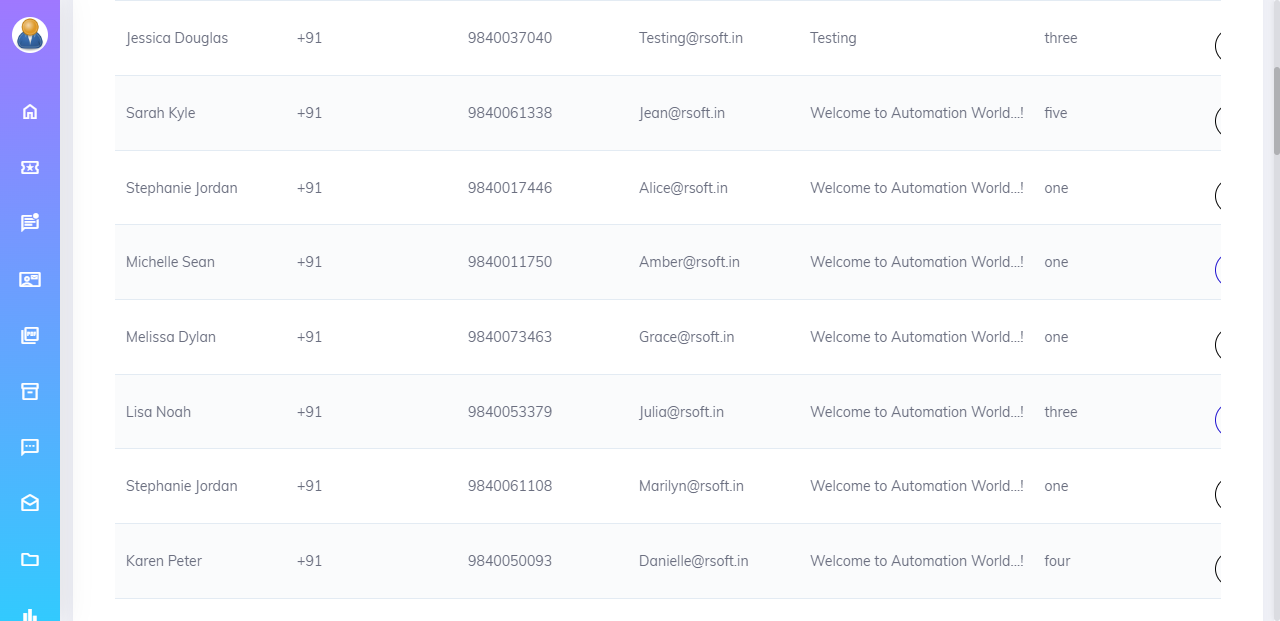 Jessica Douglas +91 9840037040 Testing@rsoft.in Testing three
Sarah Kyle +91 9840061338 Jean@rsoft.in Welcome to Automation World...! five
Stephanie Jordan +91 9840017446 Alice@rsoft.in Welcome to Automation World...! one
Michelle Sean +91 9840011750 Amber@rsoft.in Welcome to Automation World...! one
Melissa Dylan +91 9840073463 Grace@rsoft.in Welcome to Automation World...! one
Lisa Noah +91 9840053379 Julia@rsoft.in Welcome to Automation World...! three
Stephanie Jordan +91 9840061108 Marilyn@rsoft.in Welcome to Automation World...! one
Karen Peter +91 9840050093 Danielle@rsoft.in Welcome to Automation World...! four